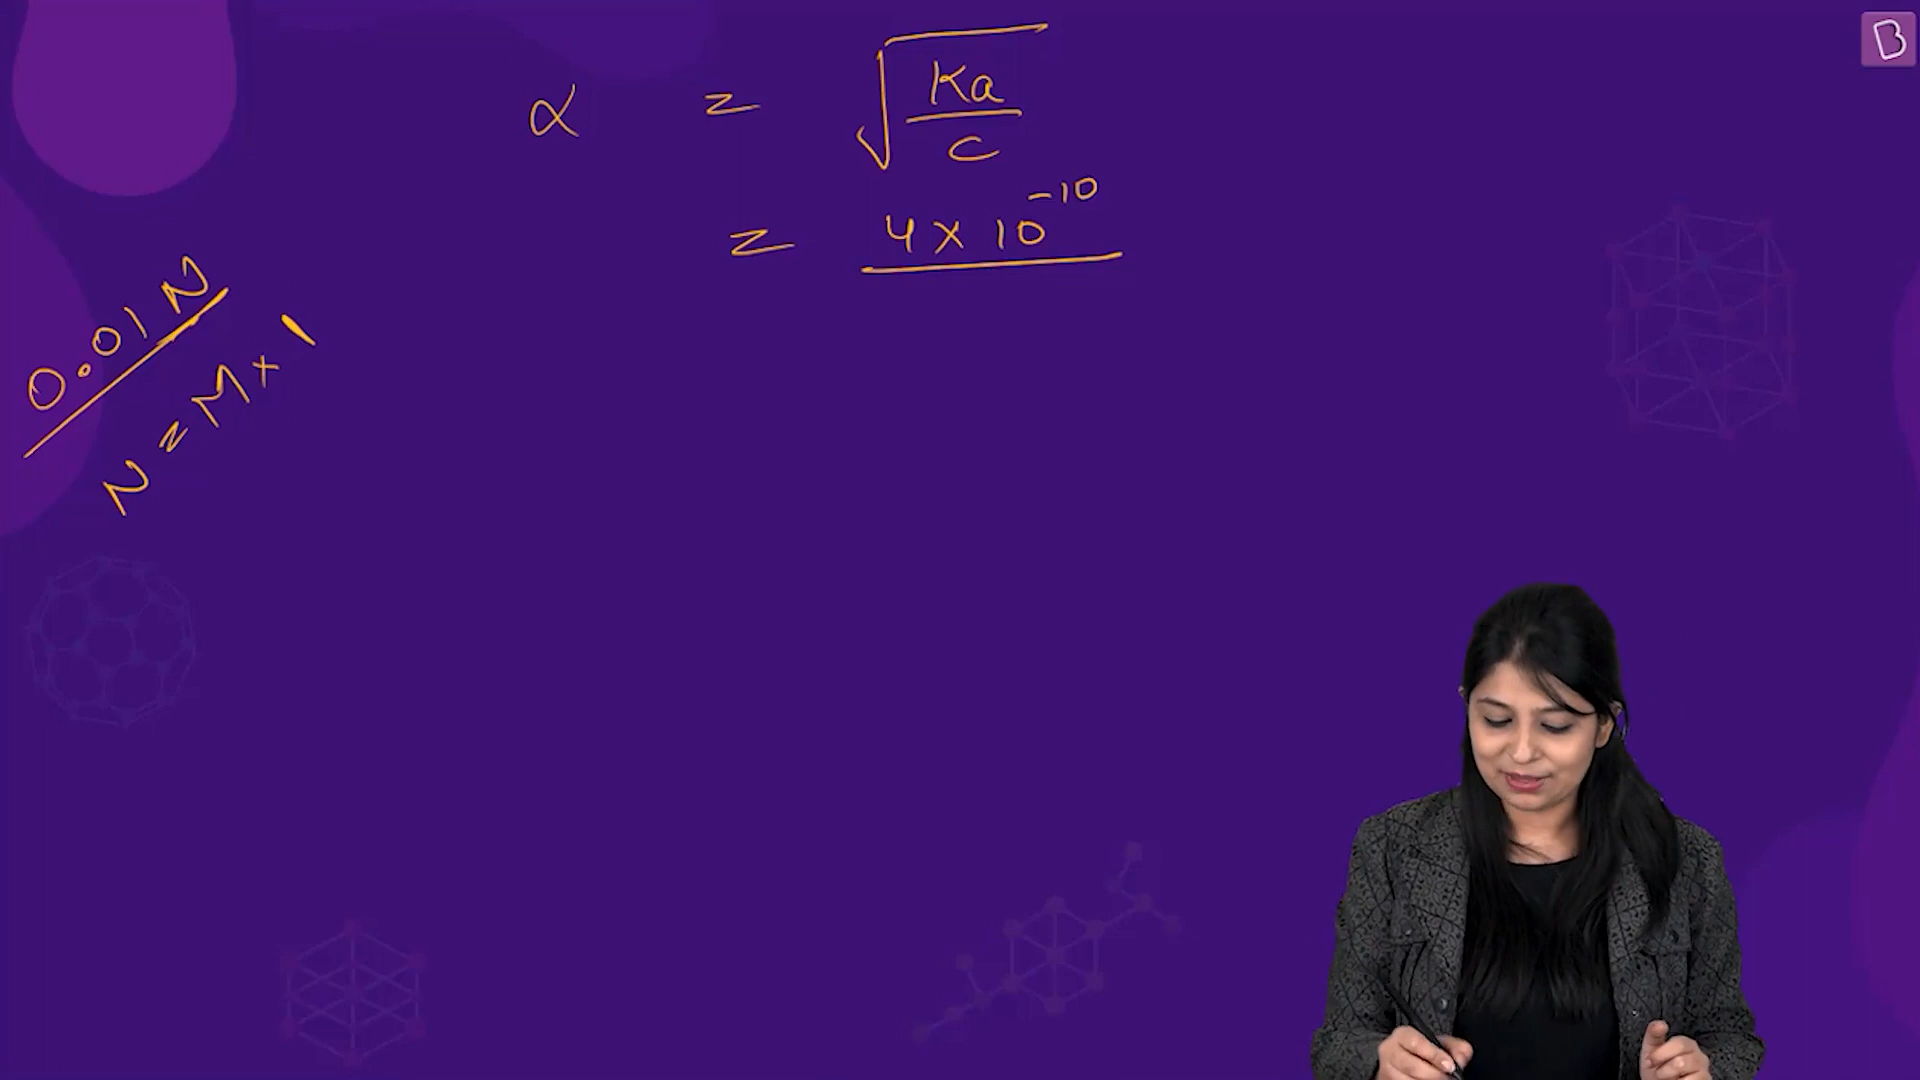 α = √(Ka/C)
= 4 × 10⁻¹⁰
0.01 N
N = M × 1
B